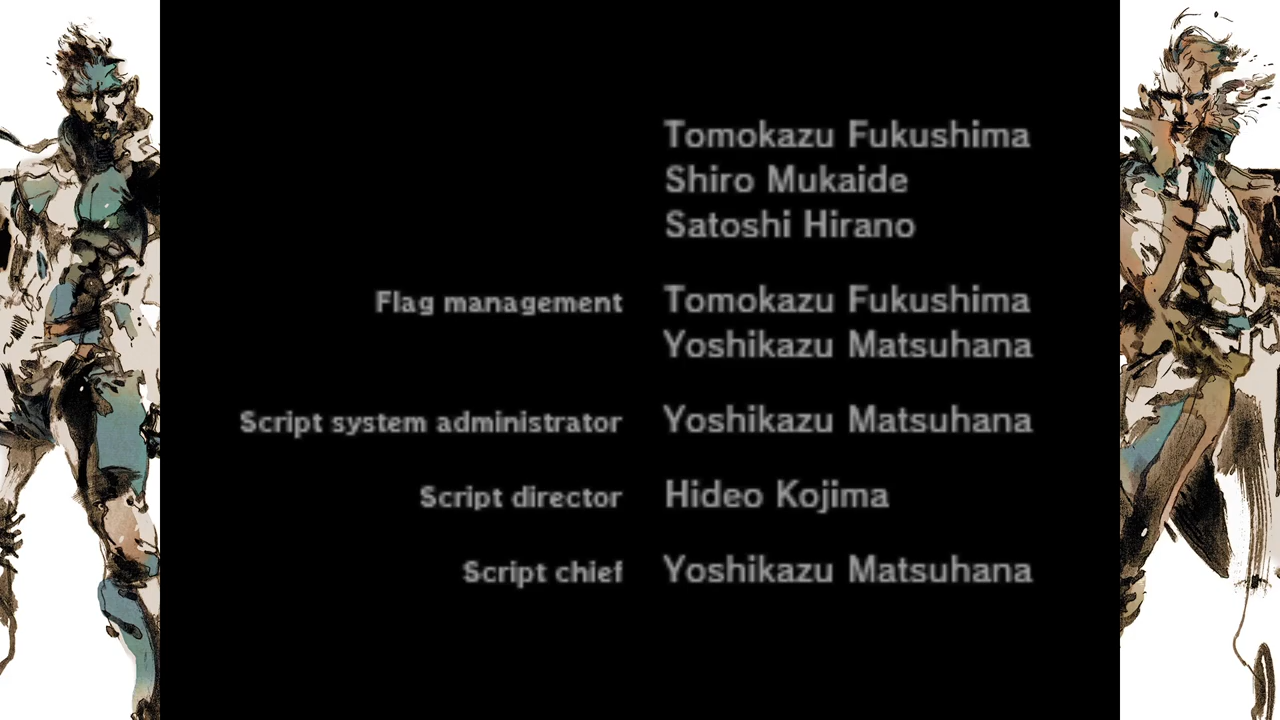 Tomokazu Fukushima
Shiro Mukaide
Satoshi Hirano
Flag management Tomokazu Fukushima
Yoshikazu Matsuhana
Script system administrator Yoshikazu Matsuhana
Script director Hideo Kojima
Script chief Yoshikazu Matsuhana